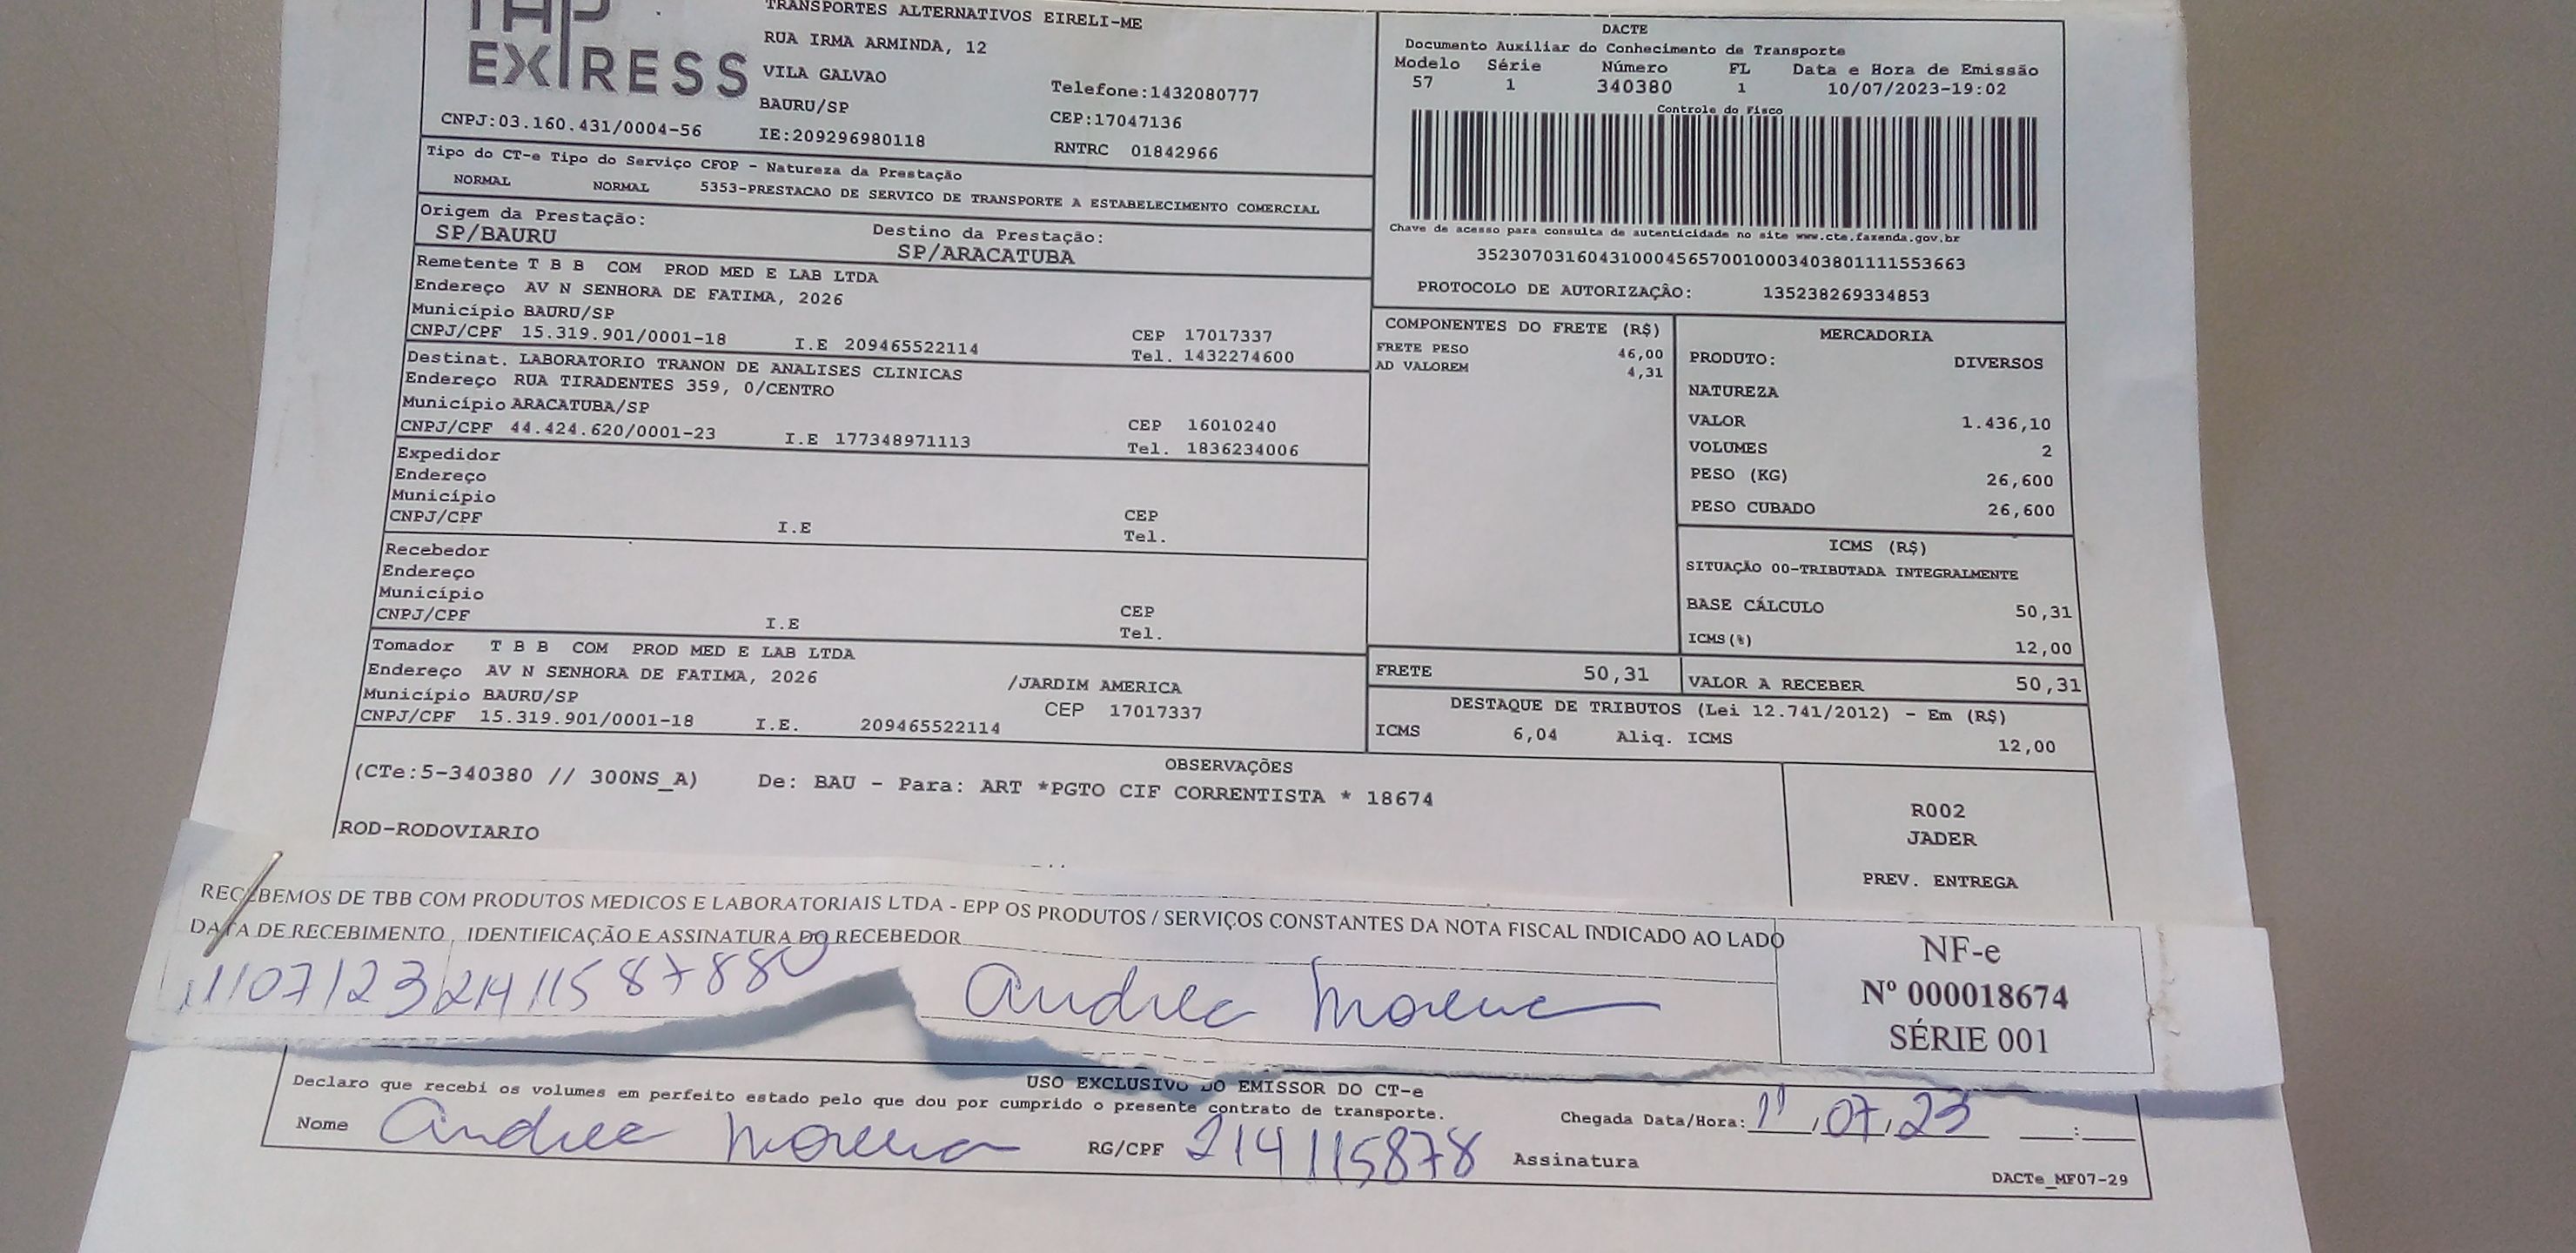 EXPRESS
TRANSPORTES ALTERNATIVOS EIRELI-ME
RUA IRMA ARMINDA, 12
VILA GALVAO
Telefone:1432080777
BAURU/SP
CEP:17047136
CNPJ:03.160.431/0004-56
IE:209296980118
RNTRC 01842966
Tipo do CT-e Tipo do Serviço CFOP - Natureza da Prestação
NORMAL NORMAL 5353-PRESTACAO DE SERVICO DE TRANSPORTE A ESTABELECIMENTO COMERCIAL
Origem da Prestação: Destino da Prestação:
SP/BAURU SP/ARACATUBA
Remetente T B B COM PROD MED E LAB LTDA
Endereço AV N SENHORA DE FATIMA, 2026
Município BAURU/SP CEP 17017337
CNPJ/CPF 15.319.901/0001-18 I.E 209465522114 Tel. 1432274600
Destinat. LABORATORIO TRANON DE ANALISES CLINICAS
Endereço RUA TIRADENTES 359, 0/CENTRO
Município ARACATUBA/SP CEP 16010240
CNPJ/CPF 44.424.620/0001-23 I.E 177348971113 Tel. 1836234006
Expedidor
Endereço
Município CEP
CNPJ/CPF I.E Tel.
Recebedor
Endereço
Município CEP
CNPJ/CPF I.E Tel.
Tomador T B B COM PROD MED E LAB LTDA
Endereço AV N SENHORA DE FATIMA, 2026 /JARDIM AMERICA
Município BAURU/SP CEP 17017337
CNPJ/CPF 15.319.901/0001-18 I.E. 209465522114
DACTE
Documento Auxiliar do Conhecimento de Transporte
Modelo Série Número FL Data e Hora de Emissão
57 1 340380 1 10/07/2023-19:02
Controle do Fisco
Chave de acesso para consulta de autenticidade no site www.cte.fazenda.gov.br
35230703160431000456570010003403801111553663
PROTOCOLO DE AUTORIZAÇÂO: 135238269334853
COMPONENTES DO FRETE (R$)
FRETE PESO 46,00
AD VALOREM 4,31
MERCADORIA
PRODUTO: DIVERSOS
NATUREZA
VALOR 1.436,10
VOLUMES 2
PESO (KG) 26,600
PESO CUBADO 26,600
ICMS (R$)
SITUAÇÃO 00-TRIBUTADA INTEGRALMENTE
BASE CÁLCULO 50,31
ICMS(%) 12,00
FRETE 50,31 VALOR A RECEBER 50,31
DESTAQUE DE TRIBUTOS (Lei 12.741/2012) - Em (R$)
ICMS 6,04 Aliq. ICMS 12,00
OBSERVAÇÕES
(CTe:5-340380 // 300NS_A) De: BAU - Para: ART *PGTO CIF CORRENTISTA * 18674
ROD-RODOVIARIO
R002
JADER
PREV. ENTREGA
RECEBEMOS DE TBB COM PRODUTOS MEDICOS E LABORATORIAIS LTDA - EPP OS PRODUTOS / SERVIÇOS CONSTANTES DA NOTA FISCAL INDICADO AO LADO
DATA DE RECEBIMENTO IDENTIFICAÇÃO E ASSINATURA DO RECEBEDOR
11/07/23 Andrea Moreno
NF-e
Nº 000018674
SÉRIE 001
USO EXCLUSIVO DO EMISSOR DO CT-e
Declaro que recebi os volumes em perfeito estado pelo que dou por cumprido o presente contrato de transporte.
Chegada Data/Hora: 11/07/23 __:__
Nome Andrea Moreno RG/CPF 214115878 Assinatura
DACTe_MF07-29